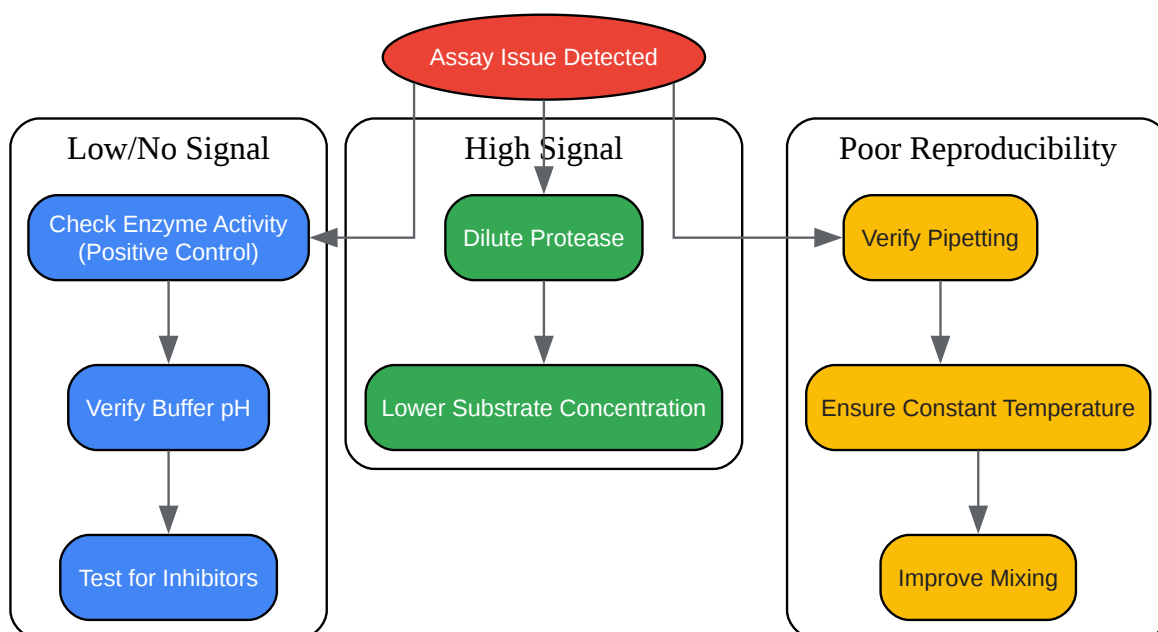 Assay Issue Detected
Low/No Signal
Check Enzyme Activity
(Positive Control)
Verify Buffer pH
Test for Inhibitors
High Signal
Dilute Protease
Lower Substrate Concentration
Poor Reproducibility
Verify Pipetting
Ensure Constant Temperature
Improve Mixing